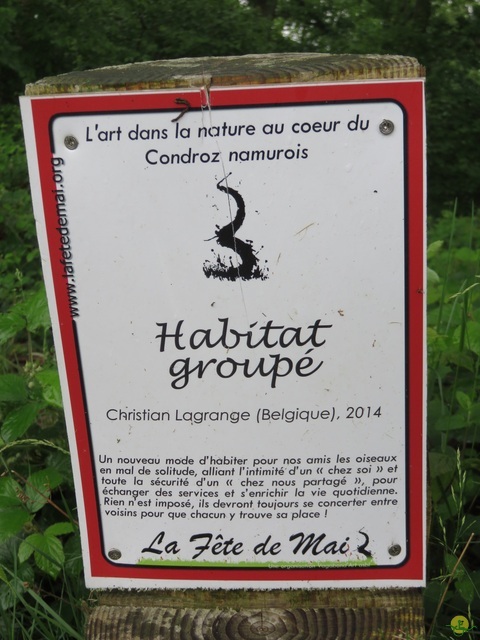 L'art dans la nature au coeur du
Condroz namurois
www.lafetedemai.org
Habitat
groupé
Christian Lagrange (Belgique), 2014
Un nouveau mode d'habiter pour nos amis les oiseaux
en mal de solitude, alliant l'intimité d'un « chez soi » et
toute la sécurité d'un « chez nous partagé », pour
échanger des services et s'enrichir la vie quotidienne.
Rien n'est imposé, ils devront toujours se concerter entre
voisins pour que chacun y trouve sa place !
La Fête de Mai